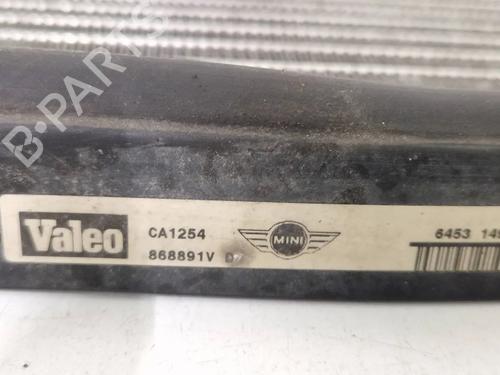 B-PARTS
Valeo
CA1254
868891V
MINI
6453